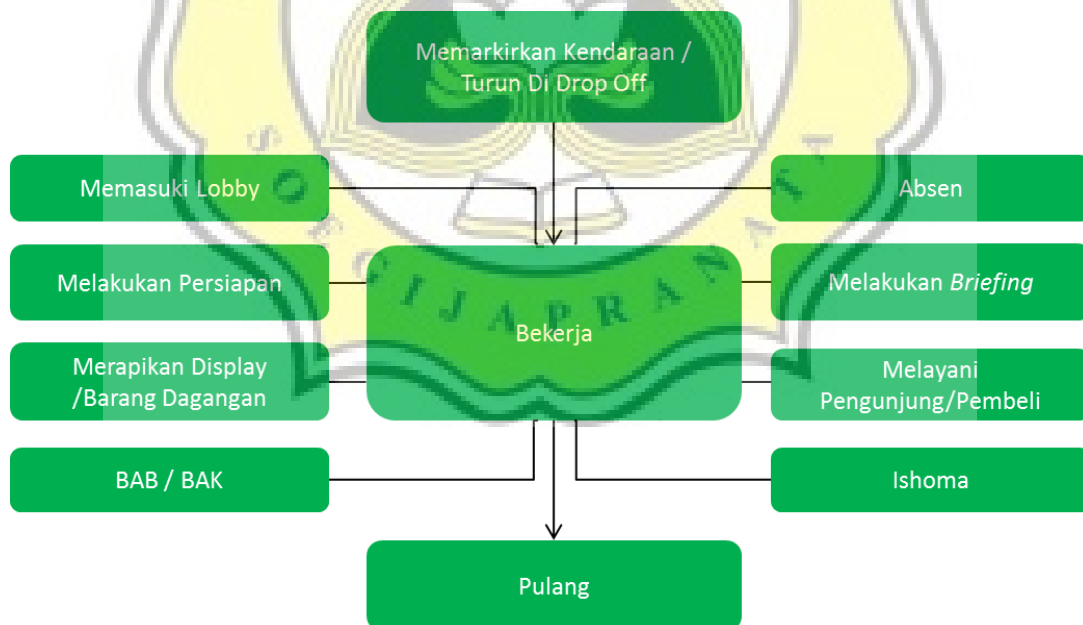 Memarkirkan Kendaraan /
Turun Di Drop Off
Memasuki Lobby
Absen
Melakukan Persiapan
Melakukan Briefing
Bekerja
Merapikan Display
/Barang Dagangan
Melayani
Pengunjung/Pembeli
BAB / BAK
Ishoma
Pulang
SOEGIJAPRANATA